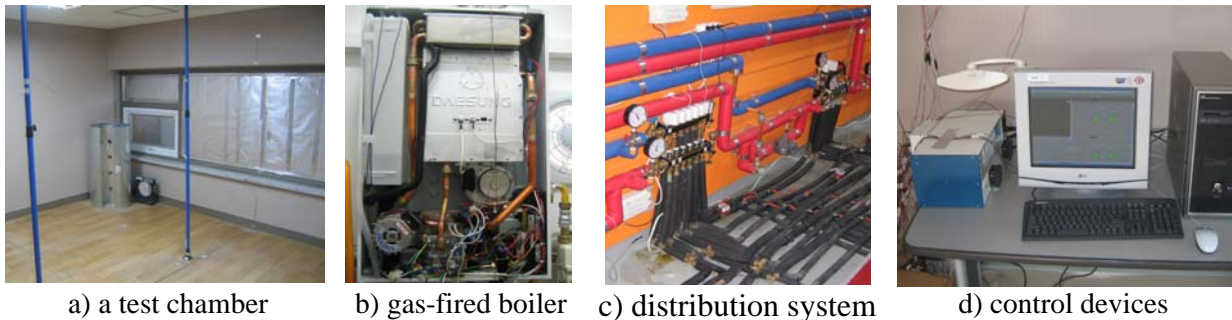 DAESUNG
a) a test chamber
b) gas-fired boiler
c) distribution system
d) control devices